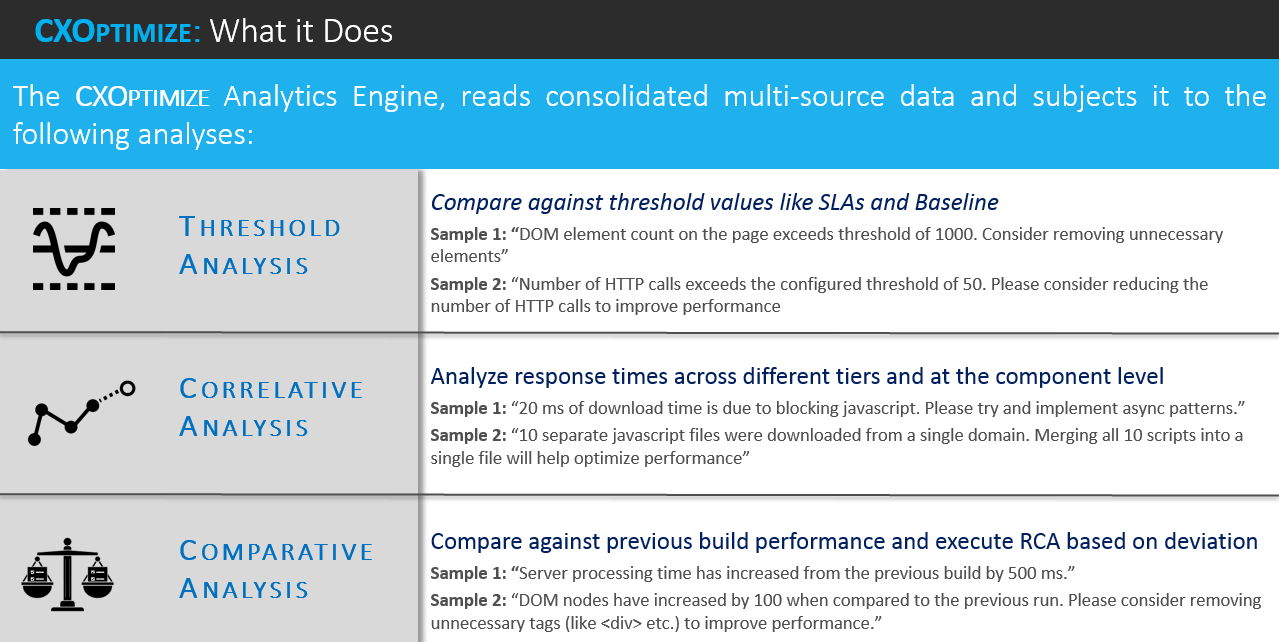 CXOPTIMIZE: What it Does
The CXOPTIMIZE Analytics Engine, reads consolidated multi-source data and subjects it to the
following analyses:
THRESHOLD
ANALYSIS
Compare against threshold values like SLAs and Baseline
Sample 1: “DOM element count on the page exceeds threshold of 1000. Consider removing unnecessary
elements”
Sample 2: “Number of HTTP calls exceeds the configured threshold of 50. Please consider reducing the
number of HTTP calls to improve performance
CORRELATIVE
ANALYSIS
Analyze response times across different tiers and at the component level
Sample 1: “20 ms of download time is due to blocking javascript. Please try and implement async patterns.”
Sample 2: “10 separate javascript files were downloaded from a single domain. Merging all 10 scripts into a
single file will help optimize performance”
COMPARATIVE
ANALYSIS
Compare against previous build performance and execute RCA based on deviation
Sample 1: “Server processing time has increased from the previous build by 500 ms.”
Sample 2: “DOM nodes have increased by 100 when compared to the previous run. Please consider removing
unnecessary tags (like <div> etc.) to improve performance.”